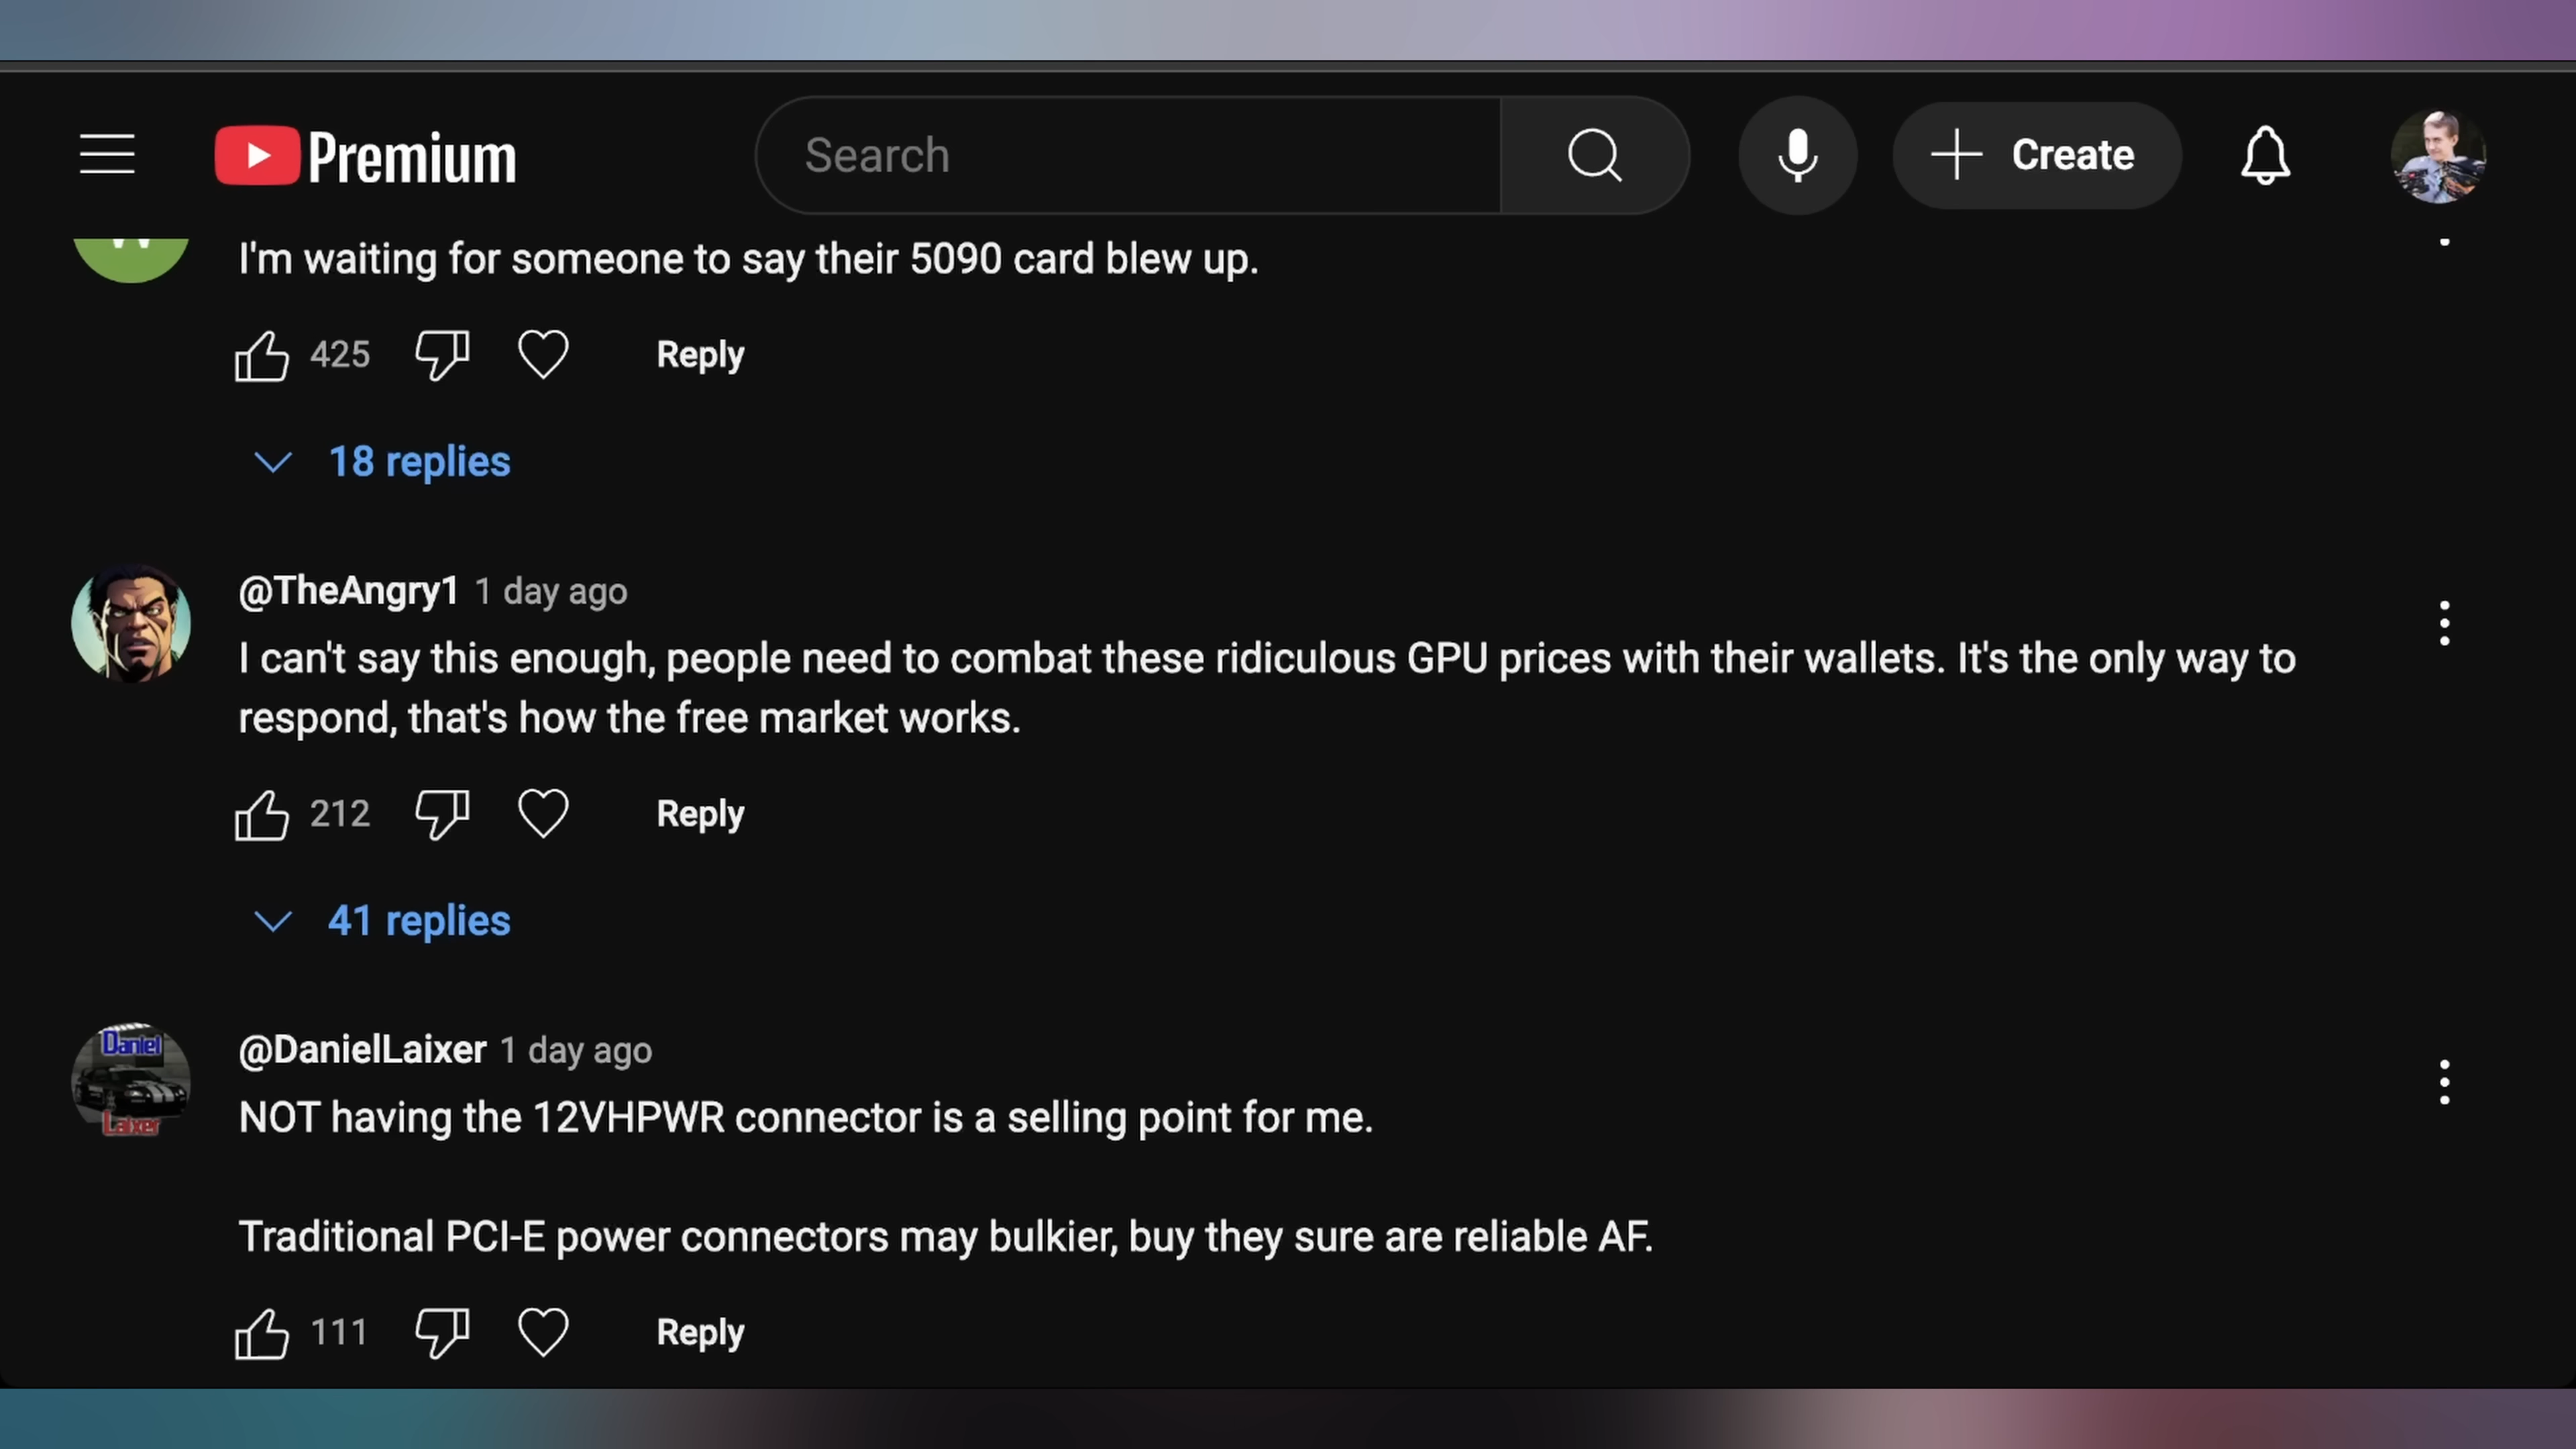 Premium
Search
Create
I'm waiting for someone to say their 5090 card blew up.
425
Reply
18 replies
@TheAngry1 1 day ago
I can't say this enough, people need to combat these ridiculous GPU prices with their wallets. It's the only way to
respond, that's how the free market works.
212
Reply
41 replies
Daniel
Laixer
@DanielLaixer 1 day ago
NOT having the 12VHPWR connector is a selling point for me.
Traditional PCI-E power connectors may bulkier, buy they sure are reliable AF.
111
Reply